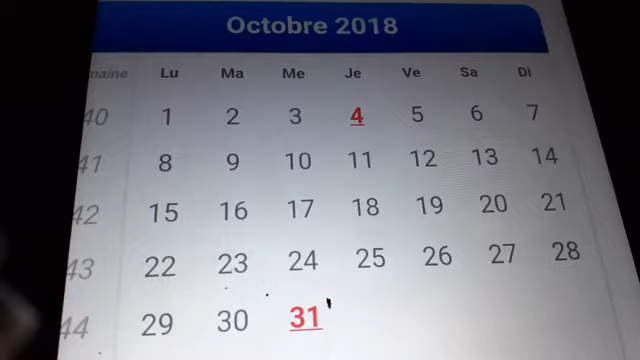 Octobre 2018
maine Lu Ma Me Je Ve Sa Di
40 1 2 3 4 5 6 7
41 8 9 10 11 12 13 14
42 15 16 17 18 19 20 21
43 22 23 24 25 26 27 28
44 29 30 31